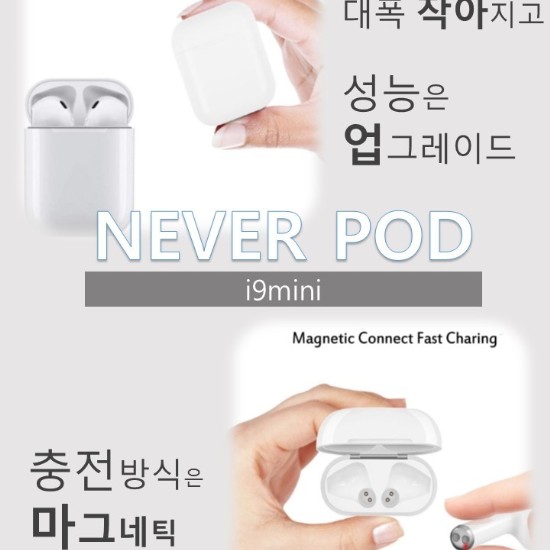 대폭 작아지고
성능은
업그레이드
NEVER POD
i9mini
Magnetic Connect Fast Charing
충전방식은
마그네틱